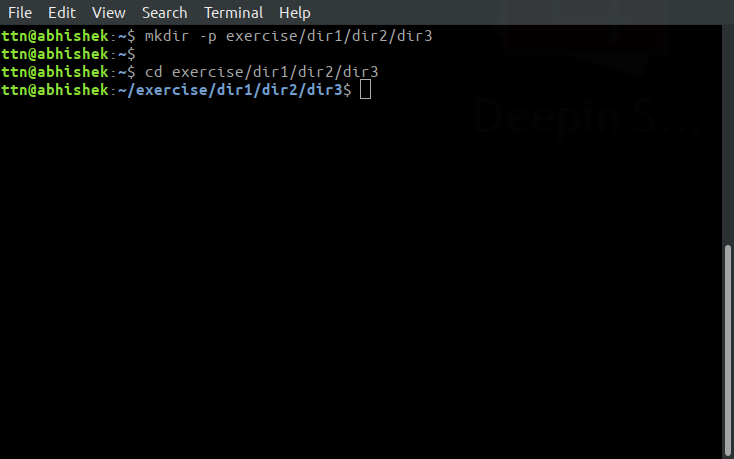 File Edit View Search Terminal Help
ttn@abhishek:~$ mkdir -p exercise/dir1/dir2/dir3
ttn@abhishek:~$
ttn@abhishek:~$ cd exercise/dir1/dir2/dir3
ttn@abhishek:~/exercise/dir1/dir2/dir3$
Deepin S...